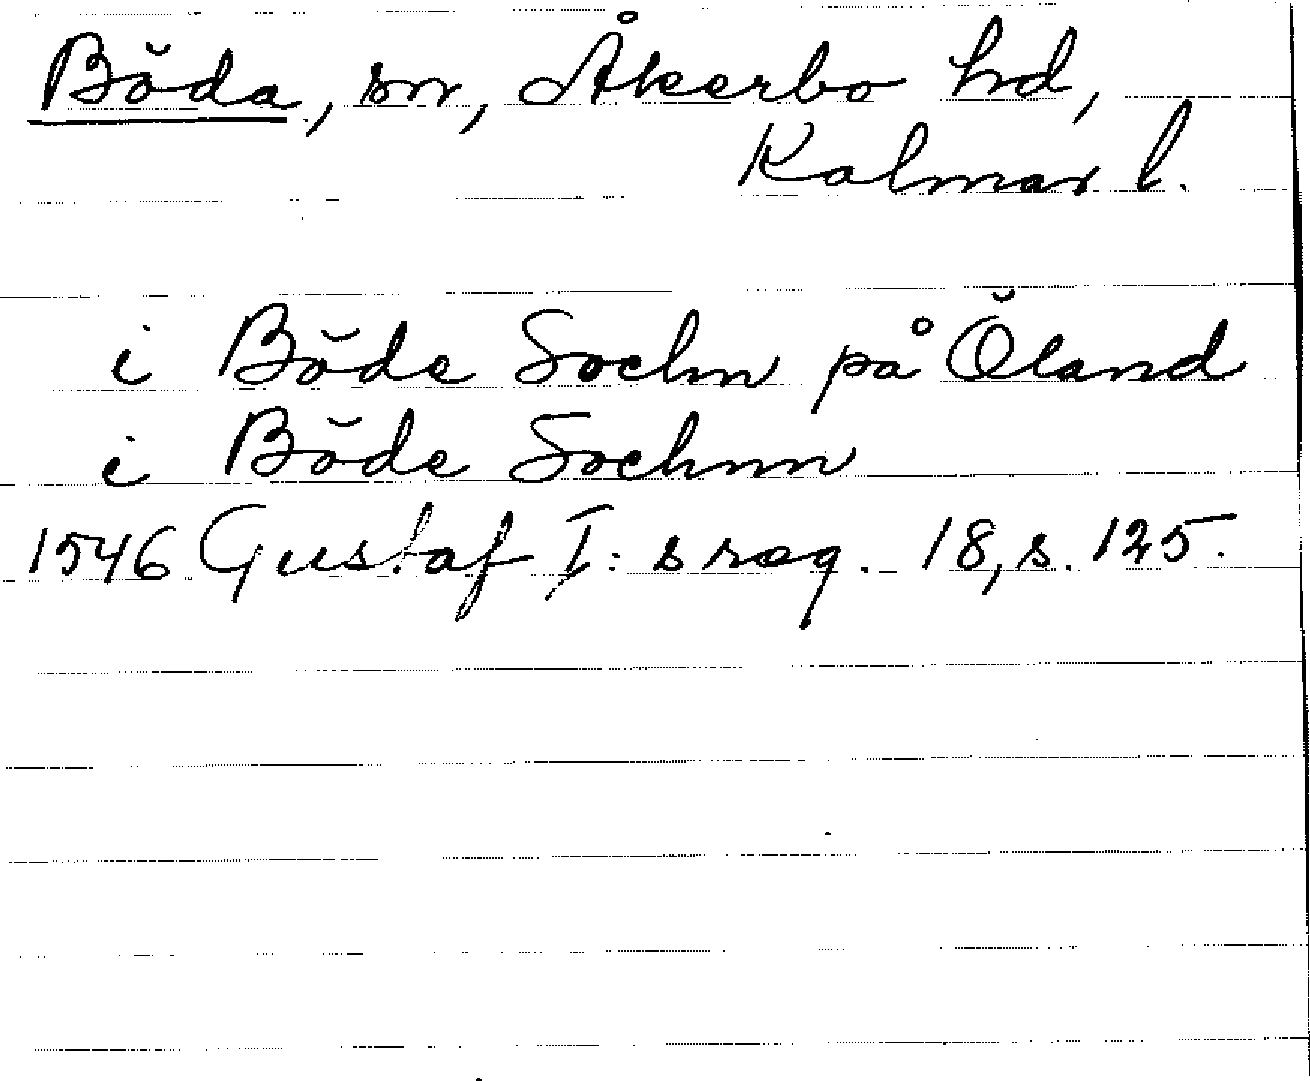 Böda, sn, Åkerbo hd,
Kalmar l.
i Böde Sochn på Öland
i Böde Sochnn
1546 Gustaf I:s reg. 18, s. 125.